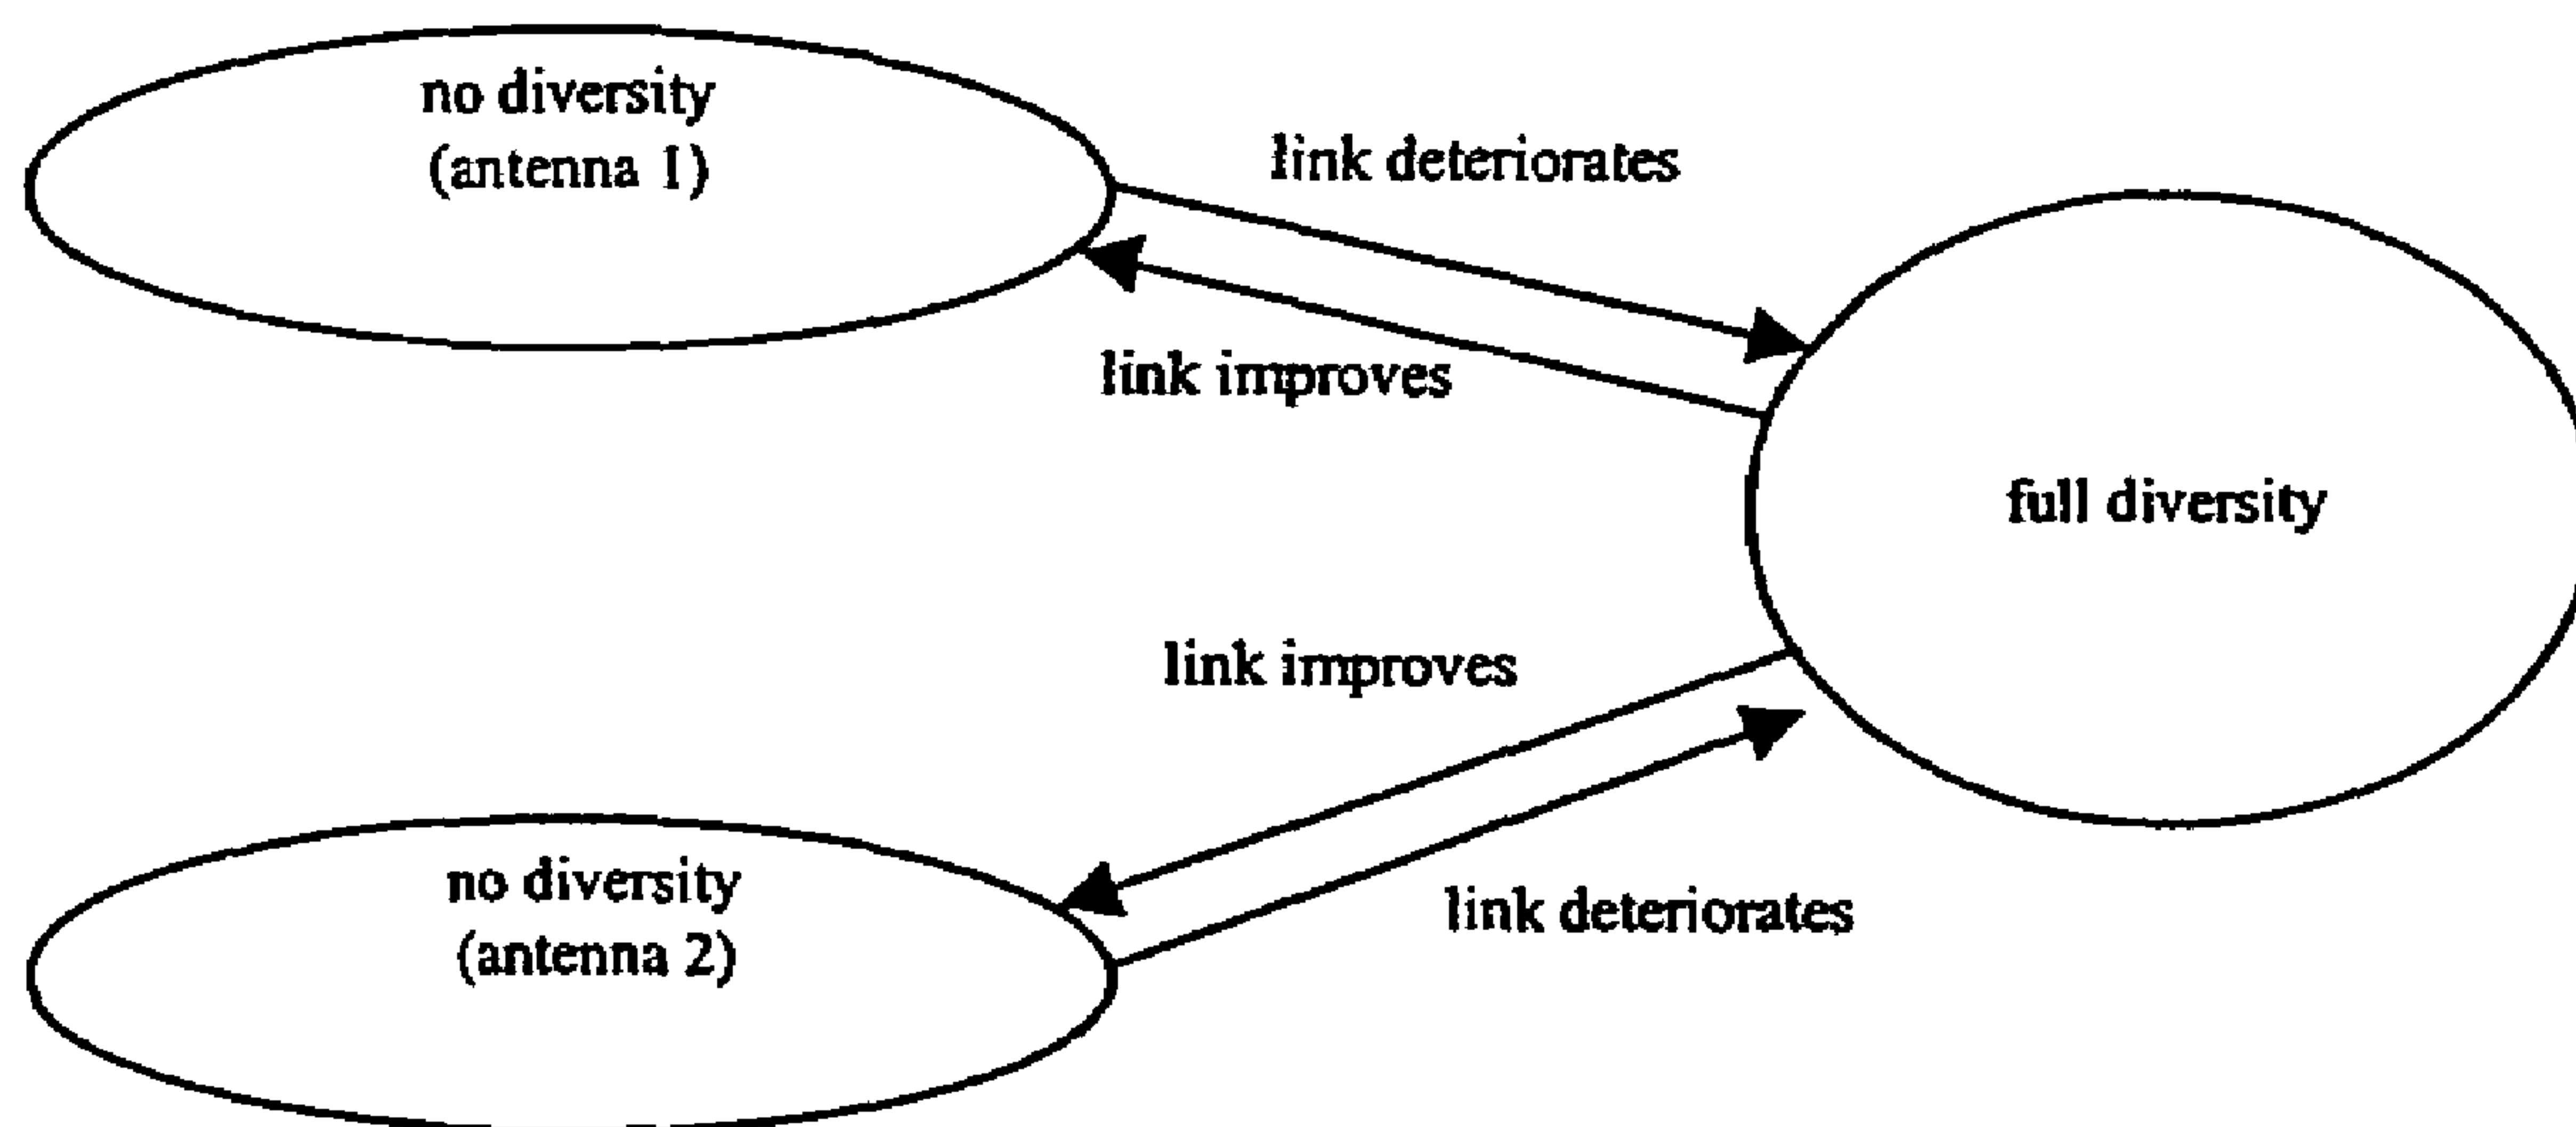 no diversity
(antenna 1)
link deteriorates
link improves
full diversity
link improves
no diversity
(antenna 2)
link deteriorates